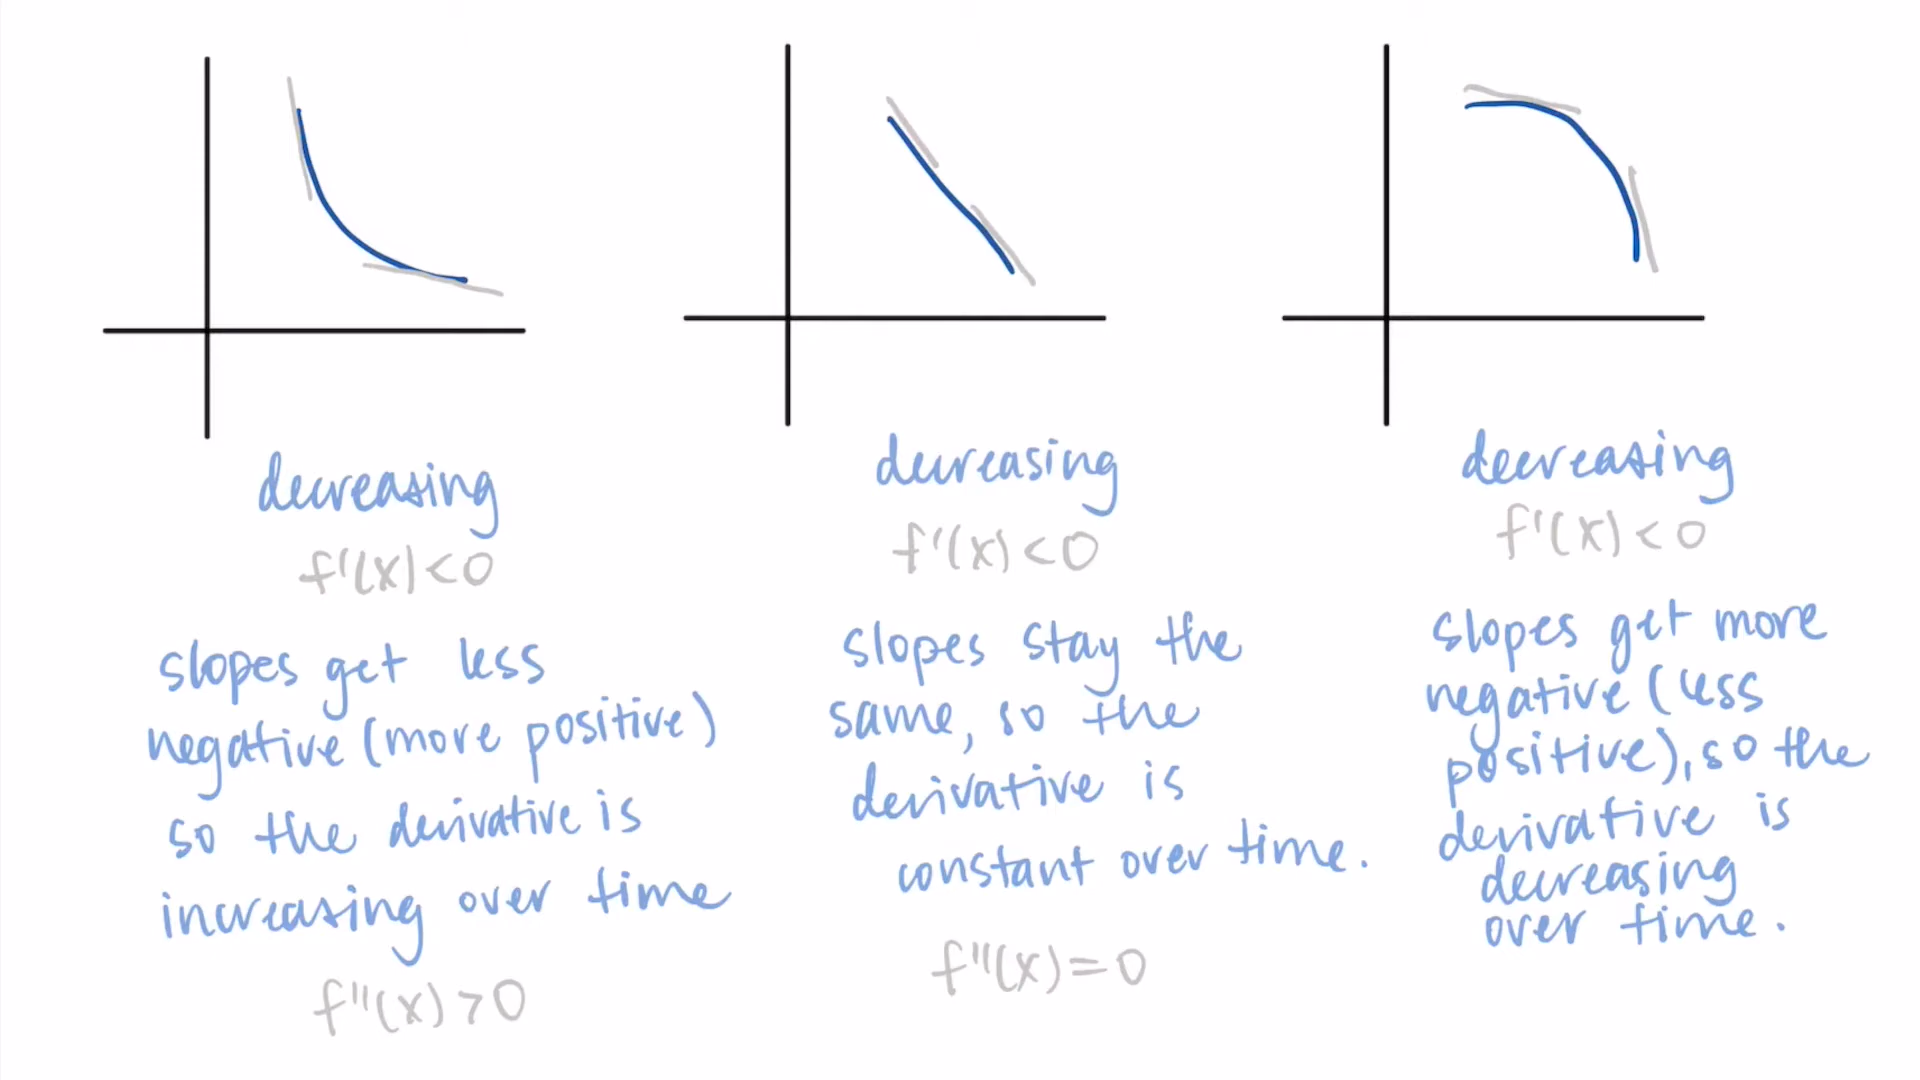 decreasing
f'(x)<0
slopes get less
negative (more positive)
so the derivative is
increasing over time
f''(x)>0
decreasing
f'(x)<0
slopes stay the
same, so the
derivative is
constant over time.
f''(x)=0
decreasing
f'(x)<0
slopes get more
negative (less
positive), so the
derivative is
decreasing
over time.